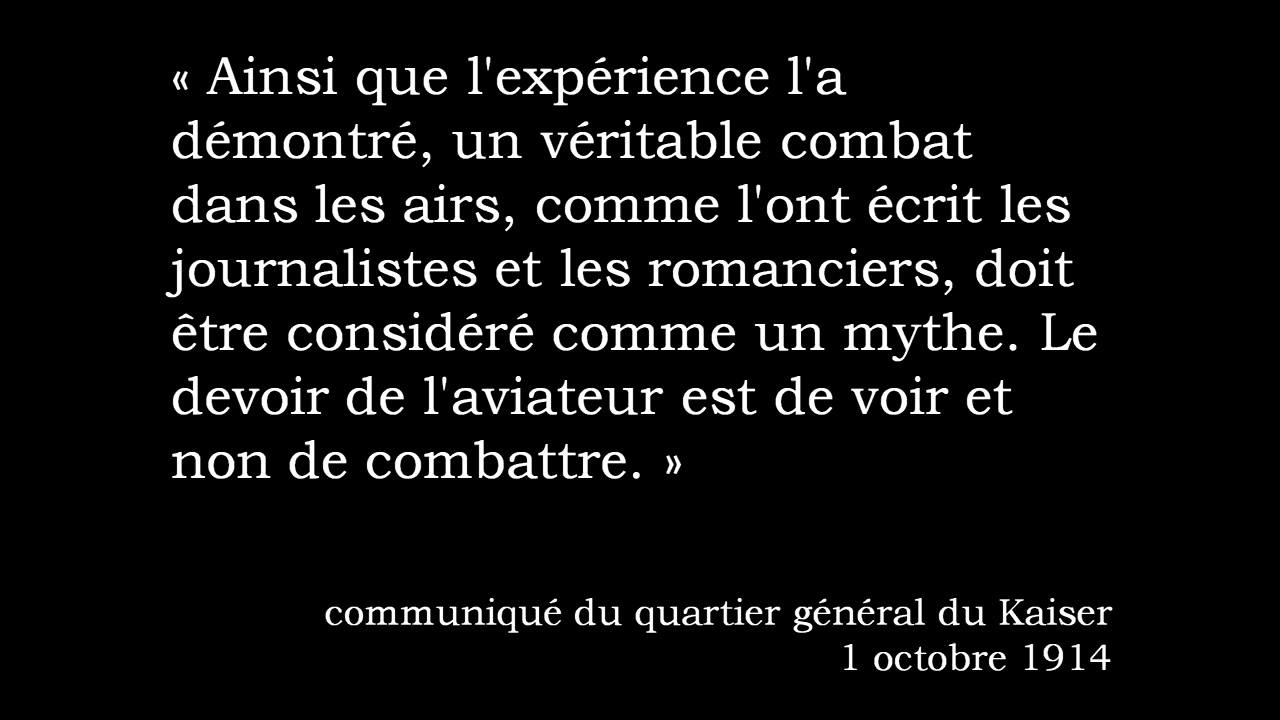 « Ainsi que l'expérience l'a
démontré, un véritable combat
dans les airs, comme l'ont écrit les
journalistes et les romanciers, doit
être considéré comme un mythe. Le
devoir de l'aviateur est de voir et
non de combattre. »
communiqué du quartier général du Kaiser
1 octobre 1914